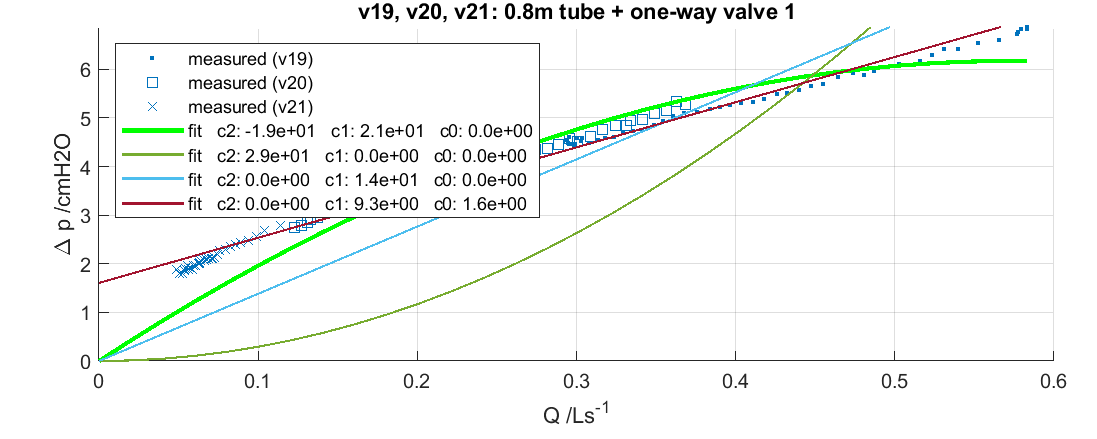 v19, v20, v21: 0.8m tube + one-way valve 1
measured (v19)
measured (v20)
measured (v21)
fit c2: -1.9e+01 c1: 2.1e+01 c0: 0.0e+00
fit c2: 2.9e+01 c1: 0.0e+00 c0: 0.0e+00
fit c2: 0.0e+00 c1: 1.4e+01 c0: 0.0e+00
fit c2: 0.0e+00 c1: 9.3e+00 c0: 1.6e+00
Δ p /cmH2O
6
5
4
3
2
1
0
0 0.1 0.2 0.3 0.4 0.5 0.6
Q /Ls⁻¹